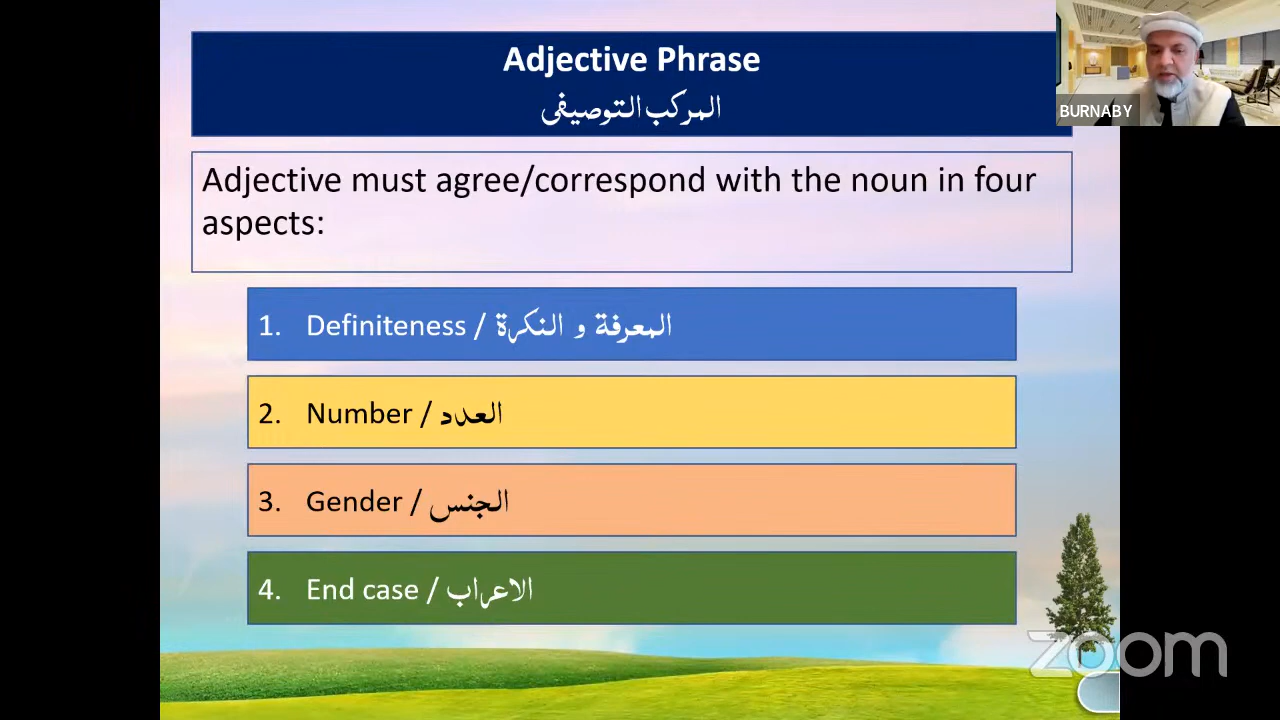 Adjective Phrase
المركب التوصيفى
BURNABY
Adjective must agree/correspond with the noun in four
aspects:
1. Definiteness / المعرفة و النكرة
2. Number / العدد
3. Gender / الجنس
4. End case / الاعراب
zoom